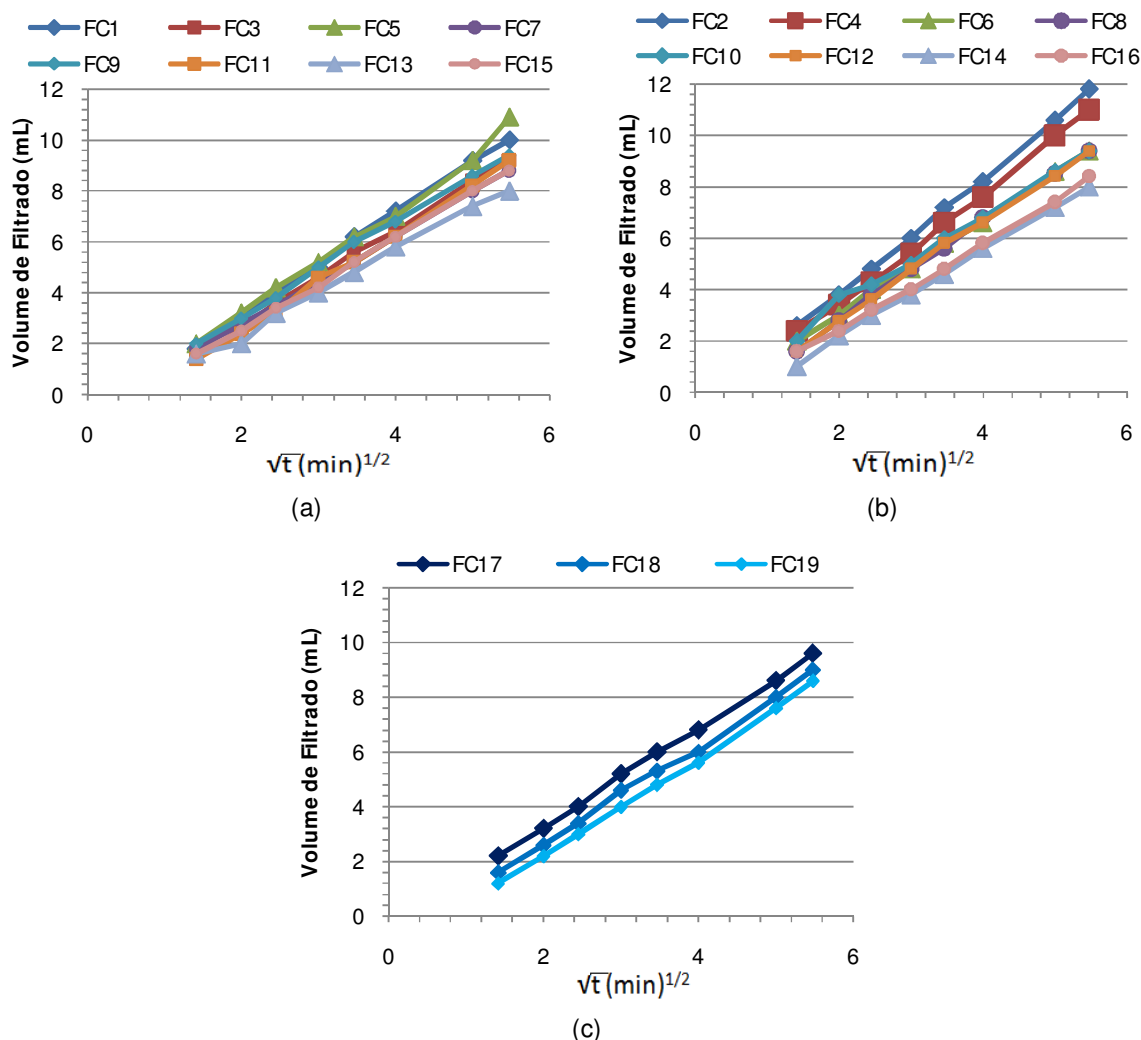 FC1 FC3 FC5 FC7
FC9 FC11 FC13 FC15
Volume de Filtrado (mL)
12
10
8
6
4
2
0
0 2 4 6
√t (min)^1/2
(a)
FC2 FC4 FC6 FC8
FC10 FC12 FC14 FC16
Volume de Filtrado (mL)
12
10
8
6
4
2
0
0 2 4 6
√t (min)^1/2
(b)
FC17 FC18 FC19
Volume de Filtrado (mL)
12
10
8
6
4
2
0
0 2 4 6
√t (min)^1/2
(c)